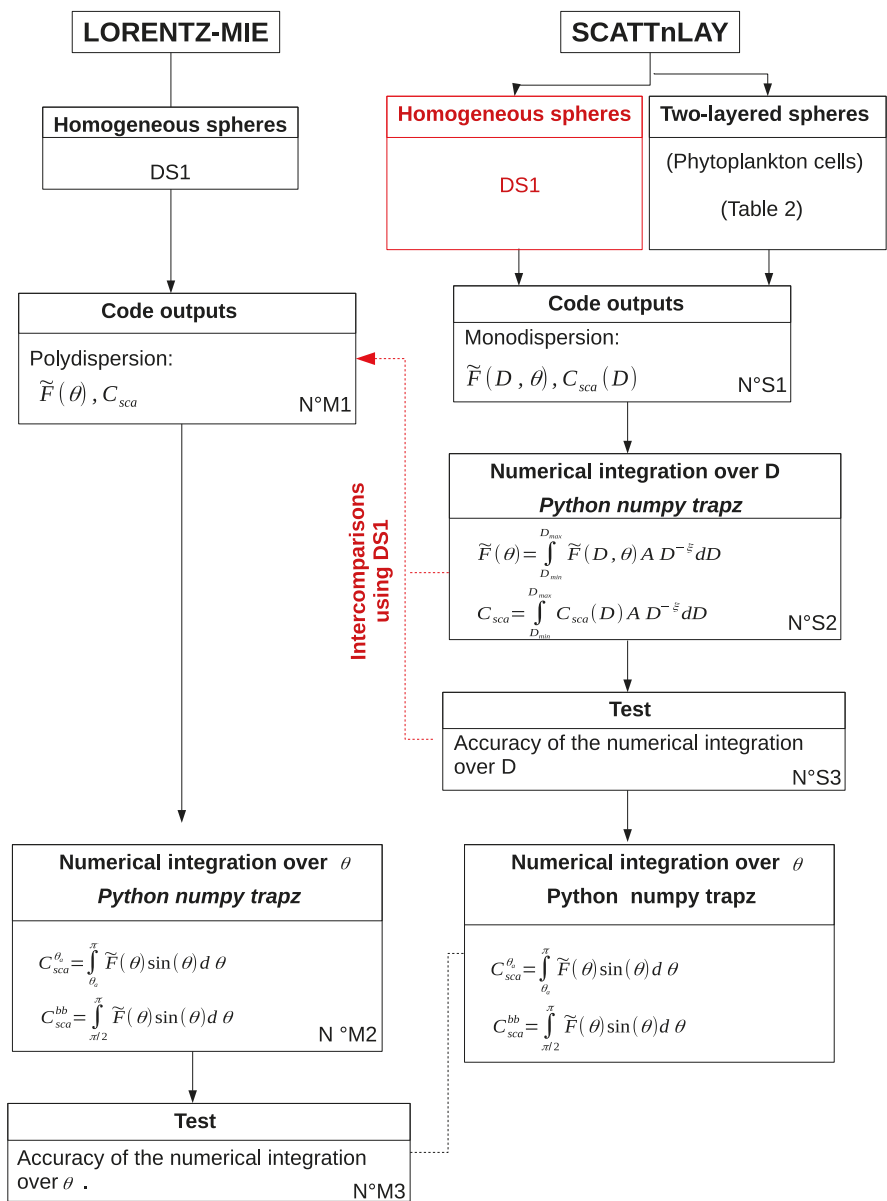 LORENTZ-MIE
Homogeneous spheres
DS1
Code outputs
Polydispersion:
F̃(θ), C_sca
N°M1
SCATTnLAY
Homogeneous spheres
DS1
Two-layered spheres
(Phytoplankton cells)
(Table 2)
Code outputs
Monodispersion:
F̃(D, θ), C_sca(D)
N°S1
Numerical integration over D
Python numpy trapz
F̃(θ)=∫_{D_min}^{D_max} F̃(D, θ) A D^{-ξ} dD
C_sca=∫_{D_min}^{D_max} C_sca(D) A D^{-ξ} dD
N°S2
Intercomparisons
using DS1
Test
Accuracy of the numerical integration
over D
N°S3
Numerical integration over θ
Python numpy trapz
C_sca^{θ_a}=∫_{θ_a}^{π} F̃(θ) sin(θ) d θ
C_sca^{bb}=∫_{π/2}^{π} F̃(θ) sin(θ) d θ
N °M2
Test
Accuracy of the numerical integration
over θ .
N°M3
Numerical integration over θ
Python numpy trapz
C_sca^{θ_a}=∫_{θ_a}^{π} F̃(θ) sin(θ) d θ
C_sca^{bb}=∫_{π/2}^{π} F̃(θ) sin(θ) d θ